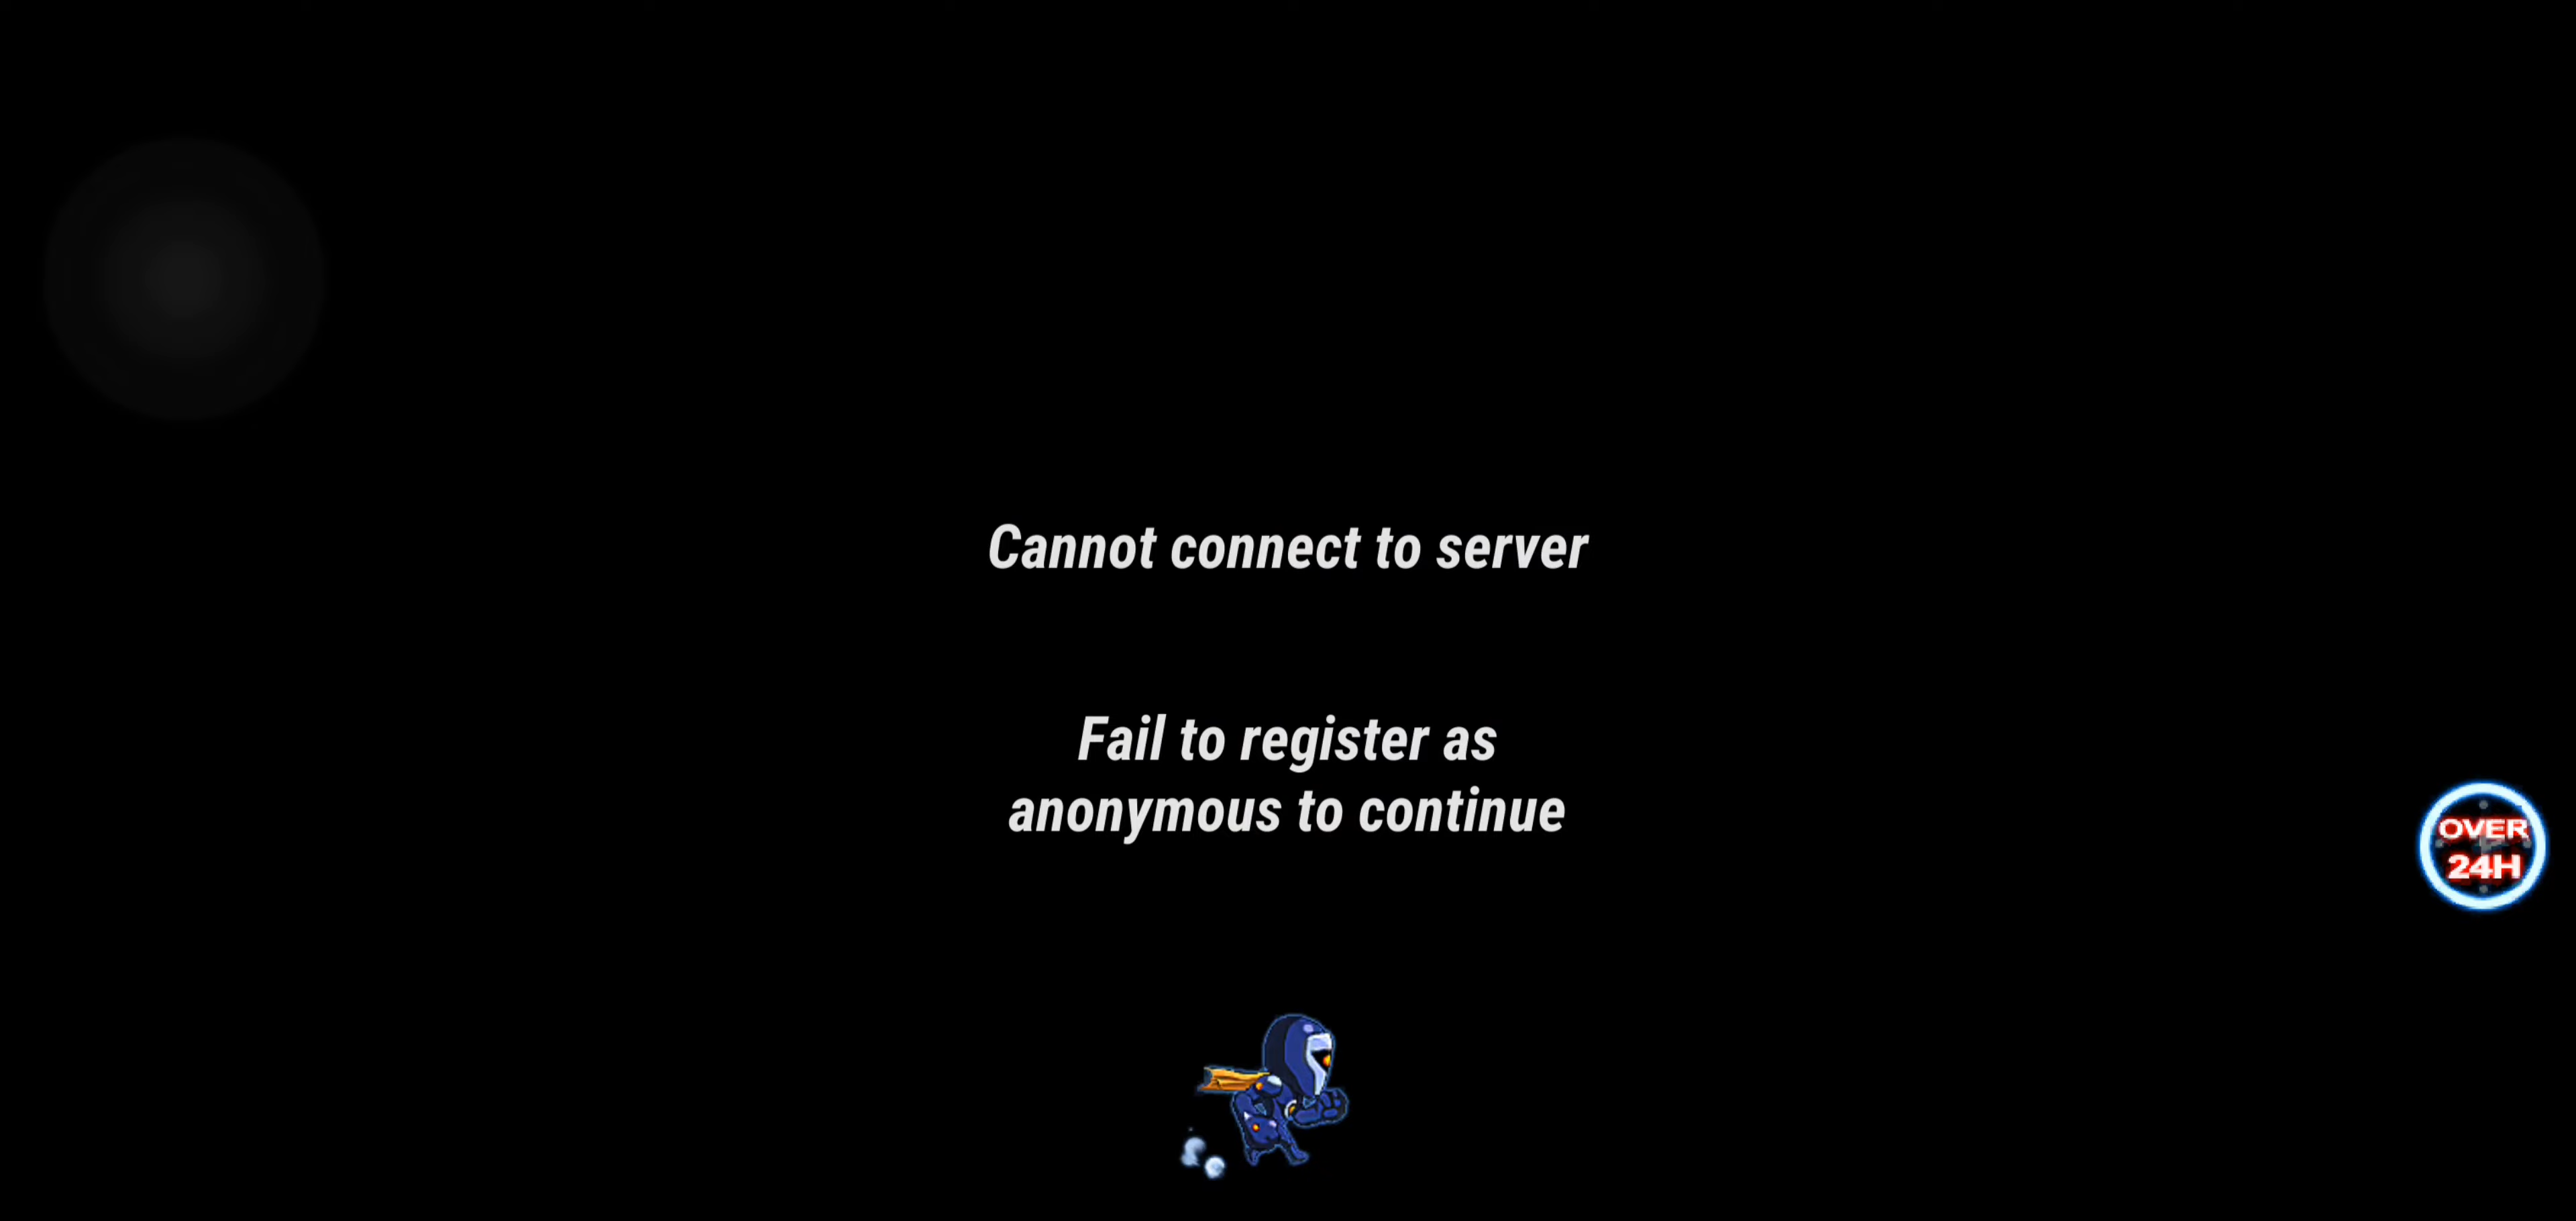 Cannot connect to server
Fail to register as
anonymous to continue
OVER
24H